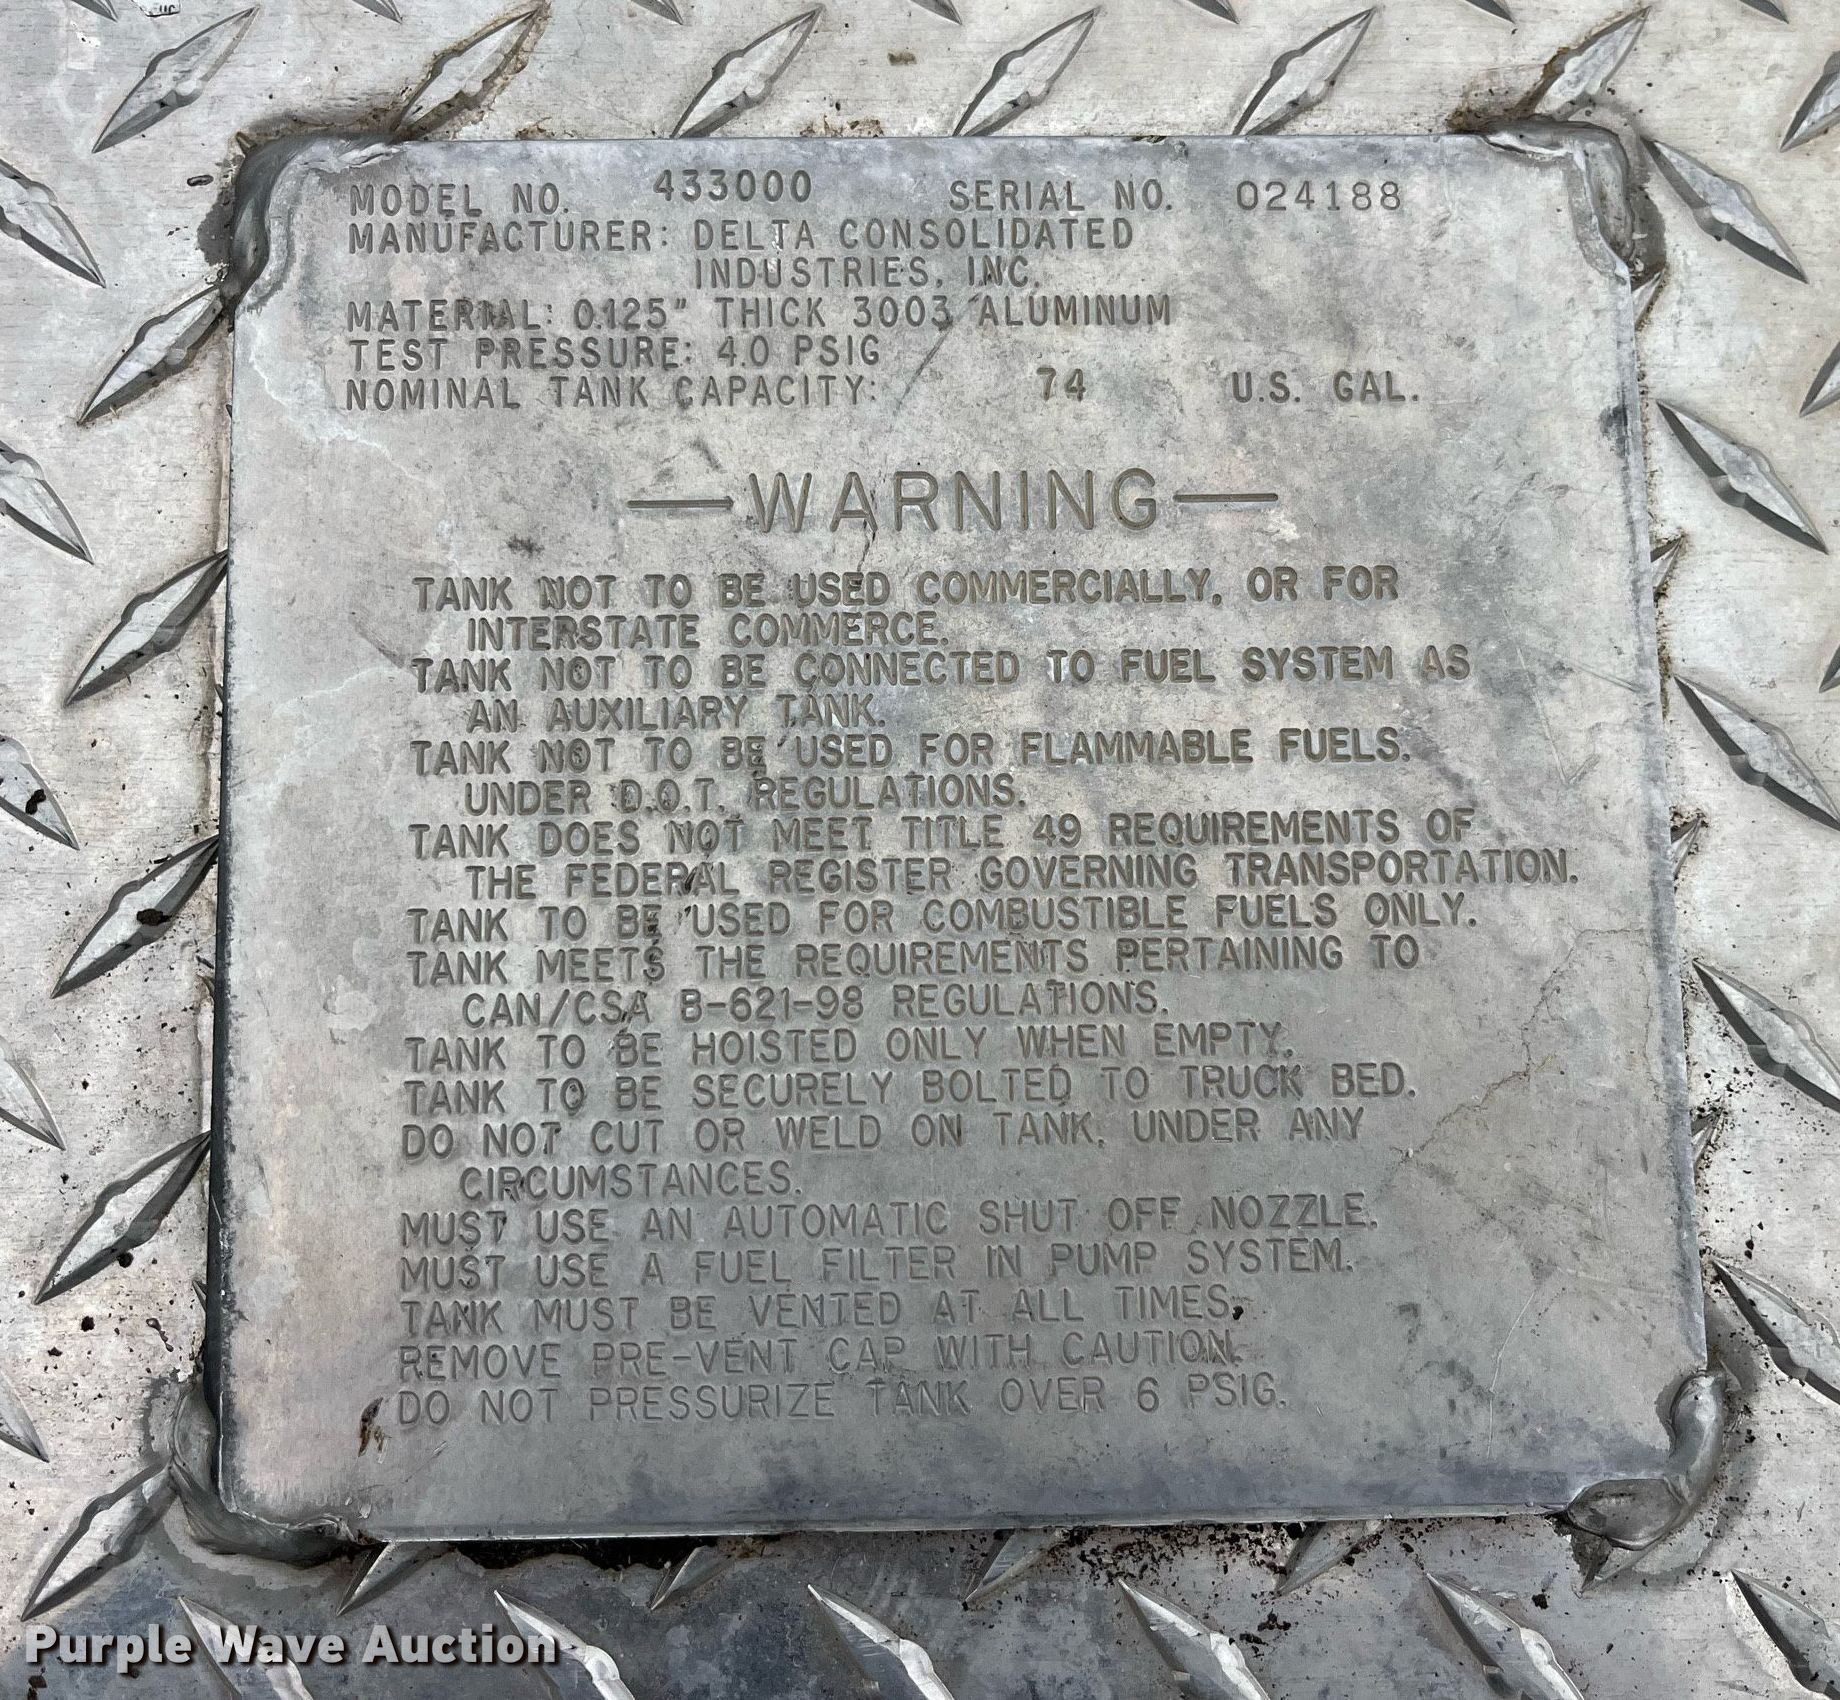 MODEL NO. 433000 SERIAL NO. 024188
MANUFACTURER: DELTA CONSOLIDATED
INDUSTRIES, INC.
MATERIAL: 0.125" THICK 3003 ALUMINUM
TEST PRESSURE: 4.0 PSIG
NOMINAL TANK CAPACITY: 74 U.S. GAL.
—WARNING—
TANK NOT TO BE USED COMMERCIALLY, OR FOR
INTERSTATE COMMERCE.
TANK NOT TO BE CONNECTED TO FUEL SYSTEM AS
AN AUXILIARY TANK.
TANK NOT TO BE USED FOR FLAMMABLE FUELS.
UNDER D.O.T. REGULATIONS.
TANK DOES NOT MEET TITLE 49 REQUIREMENTS OF
THE FEDERAL REGISTER GOVERNING TRANSPORTATION.
TANK TO BE USED FOR COMBUSTIBLE FUELS ONLY.
TANK MEETS THE REQUIREMENTS PERTAINING TO
CAN/CSA B-621-98 REGULATIONS.
TANK TO BE HOISTED ONLY WHEN EMPTY.
TANK TO BE SECURELY BOLTED TO TRUCK BED.
DO NOT CUT OR WELD ON TANK. UNDER ANY
CIRCUMSTANCES.
MUST USE AN AUTOMATIC SHUT OFF NOZZLE.
MUST USE A FUEL FILTER IN PUMP SYSTEM.
TANK MUST BE VENTED AT ALL TIMES.
REMOVE PRE-VENT CAP WITH CAUTION.
DO NOT PRESSURIZE TANK OVER 6 PSIG.
Purple Wave Auction